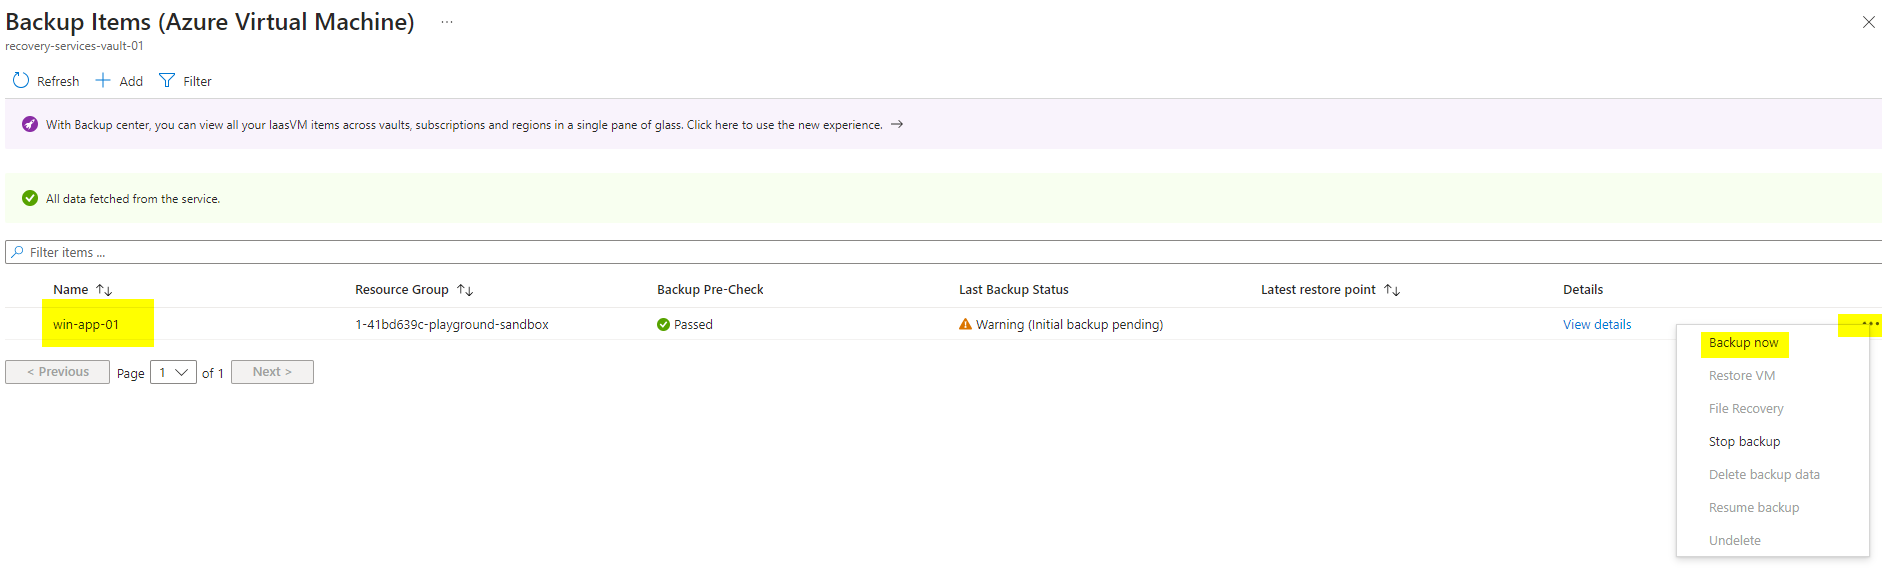 Backup Items (Azure Virtual Machine) ...
recovery-services-vault-01
Refresh Add Filter
With Backup center, you can view all your IaasVM items across vaults, subscriptions and regions in a single pane of glass. Click here to use the new experience. →
All data fetched from the service.
Filter items ...
Name ↑↓ Resource Group ↑↓ Backup Pre-Check Last Backup Status Latest restore point ↑↓ Details
win-app-01 1-41bd639c-playground-sandbox Passed Warning (Initial backup pending) View details ...
< Previous Page 1 of 1 Next >
Backup now
Restore VM
File Recovery
Stop backup
Delete backup data
Resume backup
Undelete